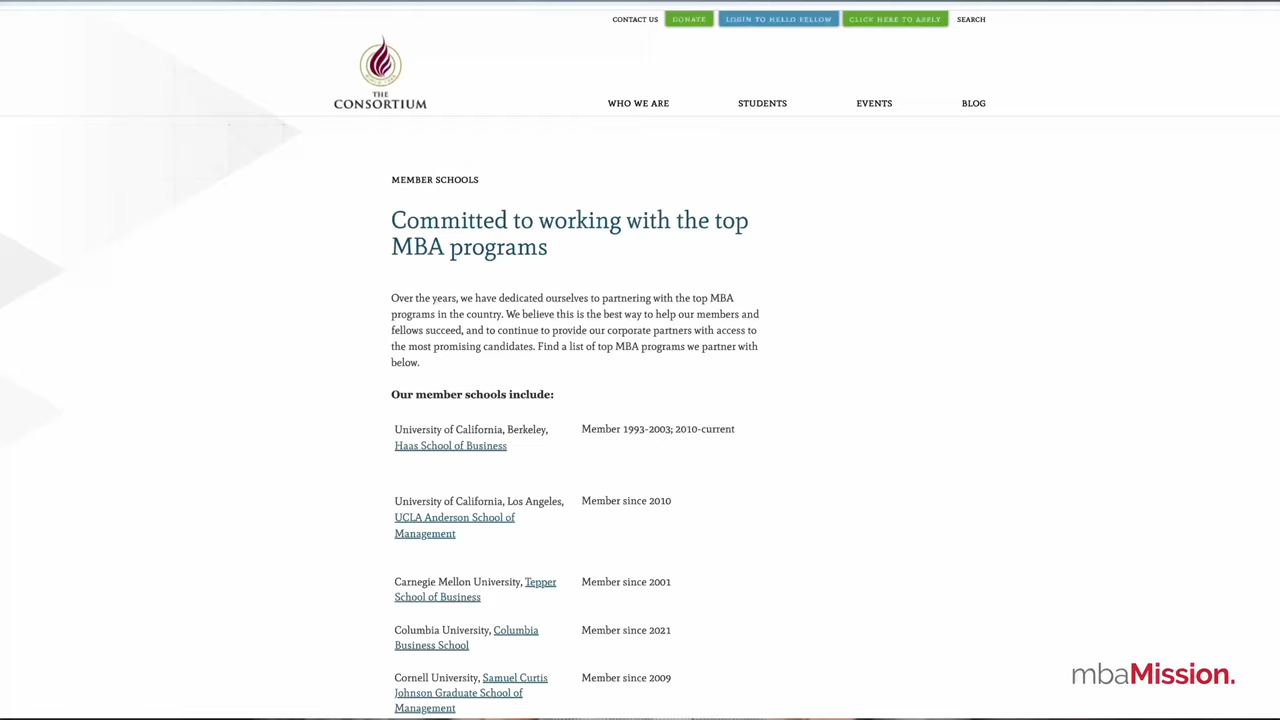 CONTACT US
DONATE
LOGIN TO HELLO FELLOW
CLICK HERE TO APPLY
SEARCH
THE
CONSORTIUM
WHO WE ARE
STUDENTS
EVENTS
BLOG
MEMBER SCHOOLS
Committed to working with the top
MBA programs
Over the years, we have dedicated ourselves to partnering with the top MBA
programs in the country. We believe this is the best way to help our members and
fellows succeed, and to continue to provide our corporate partners with access to
the most promising candidates. Find a list of top MBA programs we partner with
below.
Our member schools include:
University of California, Berkeley,
Haas School of Business
Member 1993-2003; 2010-current
University of California, Los Angeles,
UCLA Anderson School of
Management
Member since 2010
Carnegie Mellon University, Tepper
School of Business
Member since 2001
Columbia University, Columbia
Business School
Member since 2021
Cornell University, Samuel Curtis
Johnson Graduate School of
Management
Member since 2009
mbaMission.